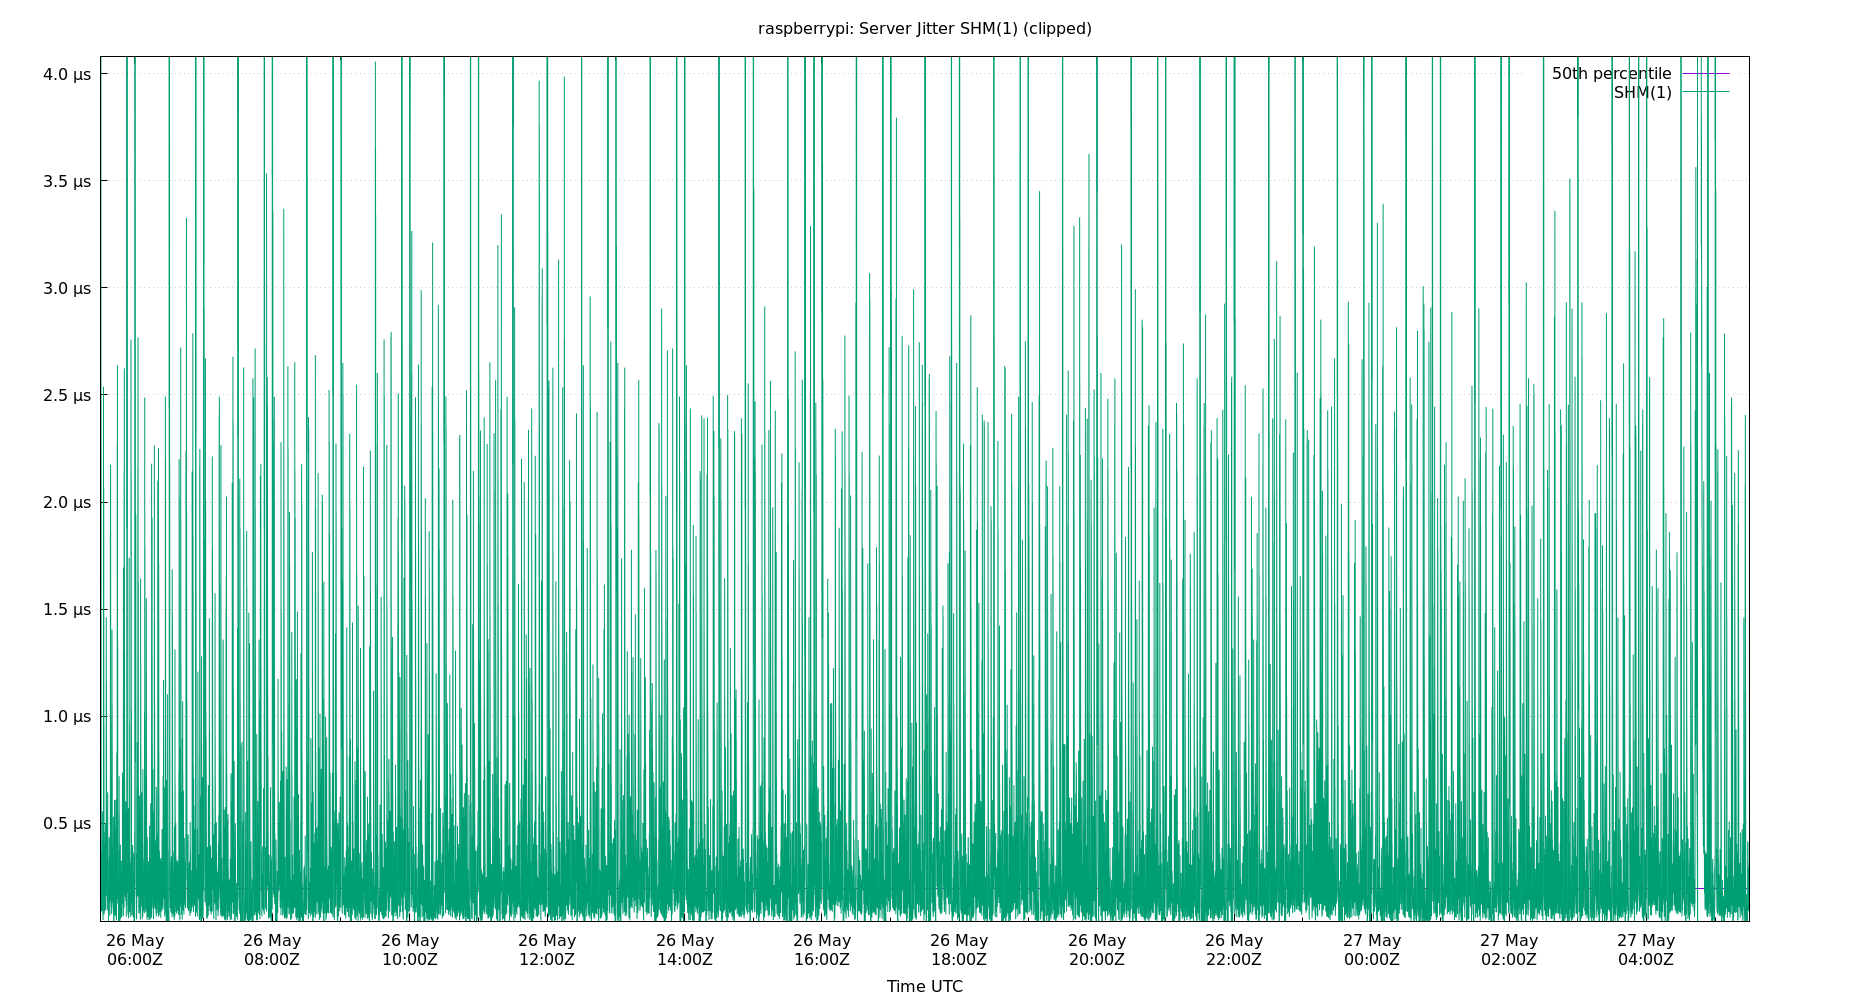 raspberrypi: Server Jitter SHM(1) (clipped)
4.0 μs
50th percentile
SHM(1)
3.5 μs
3.0 μs
2.5 μs
2.0 μs
1.5 μs
1.0 μs
0.5 μs
26 May 26 May 26 May 26 May 26 May 26 May 26 May 26 May 26 May 27 May 27 May 27 May
06:00Z 08:00Z 10:00Z 12:00Z 14:00Z 16:00Z 18:00Z 20:00Z 22:00Z 00:00Z 02:00Z 04:00Z
Time UTC